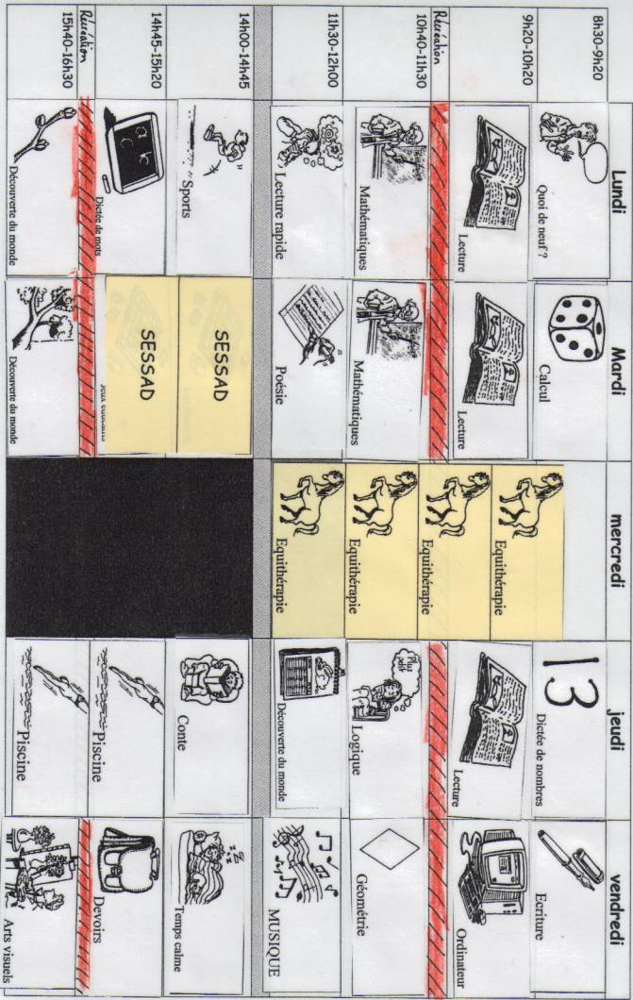 Lundi Mardi mercredi jeudi vendredi
8h30-9h20 Quoi de neuf ? Calcul 13 Dictée de nombres Ecriture
9h20-10h20 Lecture Lecture Equithérapie Lecture Ordinateur
Récréation
10h40-11h30 Mathématiques Mathématiques Equithérapie Logique Géométrie
Equithérapie
11h30-12h00 Lecture rapide Poésie Equithérapie Découverte du monde MUSIQUE
14h00-14h45 Sports SESSAD Conte Temps calme
14h45-15h20 a b c Dictée de mots SESSAD Piscine Devoirs
Récréation
15h40-16h30 Découverte du monde Découverte du monde Piscine Arts visuels